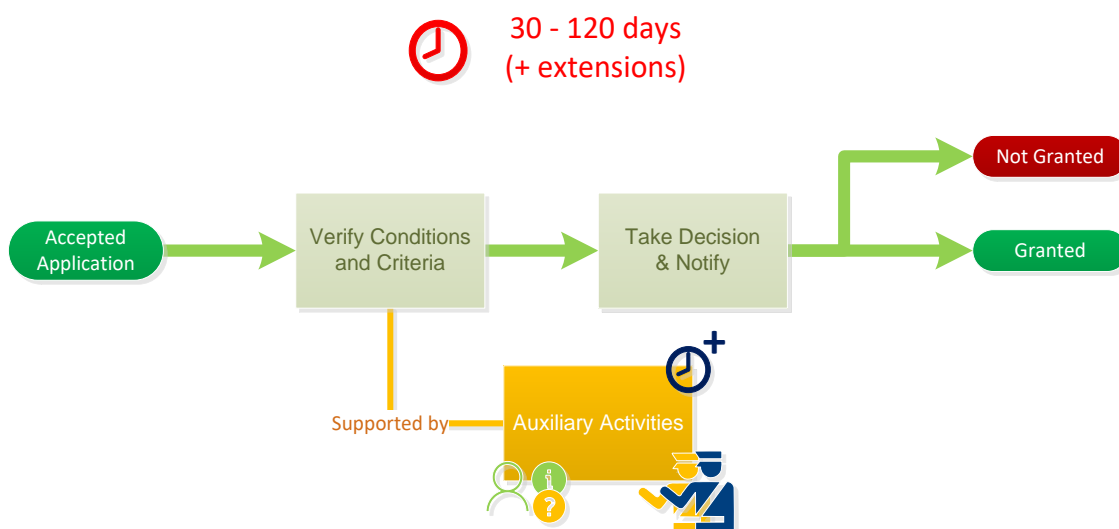 30 - 120 days
(+ extensions)
Not Granted
Accepted
Application
Verify Conditions
and Criteria
Take Decision
& Notify
Granted
Supported by
Auxiliary Activities
i
?